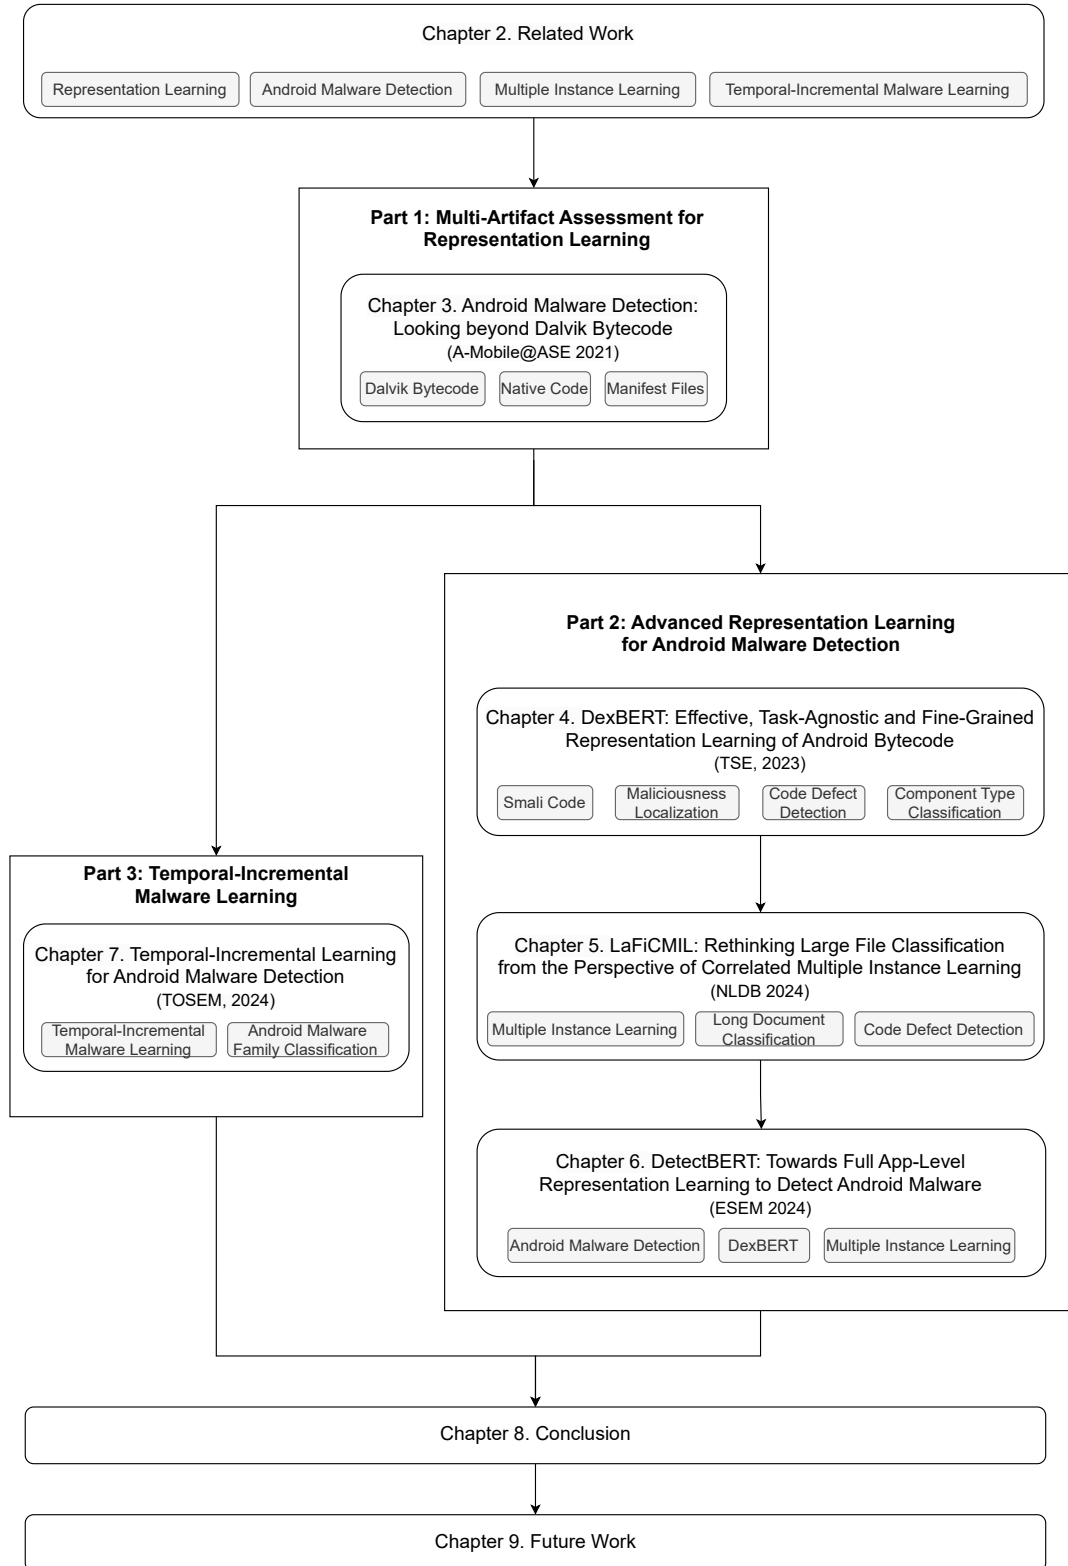 Chapter 2. Related Work
Representation Learning
Android Malware Detection
Multiple Instance Learning
Temporal-Incremental Malware Learning
Part 1: Multi-Artifact Assessment for
Representation Learning
Chapter 3. Android Malware Detection:
Looking beyond Dalvik Bytecode
(A-Mobile@ASE 2021)
Dalvik Bytecode
Native Code
Manifest Files
Part 2: Advanced Representation Learning
for Android Malware Detection
Chapter 4. DexBERT: Effective, Task-Agnostic and Fine-Grained
Representation Learning of Android Bytecode
(TSE, 2023)
Smali Code
Maliciousness
Localization
Code Defect
Detection
Component Type
Classification
Chapter 5. LaFiCMIL: Rethinking Large File Classification
from the Perspective of Correlated Multiple Instance Learning
(NLDB 2024)
Multiple Instance Learning
Long Document
Classification
Code Defect Detection
Chapter 6. DetectBERT: Towards Full App-Level
Representation Learning to Detect Android Malware
(ESEM 2024)
Android Malware Detection
DexBERT
Multiple Instance Learning
Part 3: Temporal-Incremental
Malware Learning
Chapter 7. Temporal-Incremental Learning
for Android Malware Detection
(TOSEM, 2024)
Temporal-Incremental
Malware Learning
Android Malware
Family Classification
Chapter 8. Conclusion
Chapter 9. Future Work